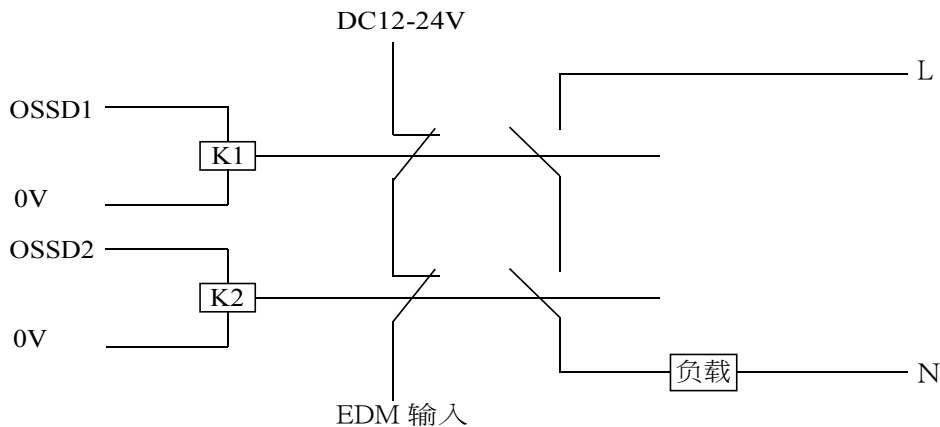 DC12-24V
L
OSSD1
K1
0V
OSSD2
K2
0V
负载
N
EDM 输入